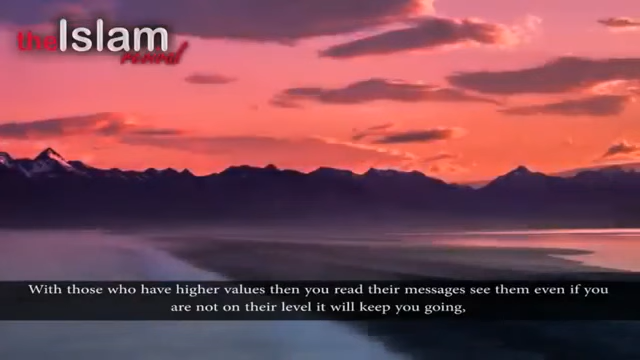 theIslam
revival
With those who have higher values then you read their messages see them even if you
are not on their level it will keep you going,